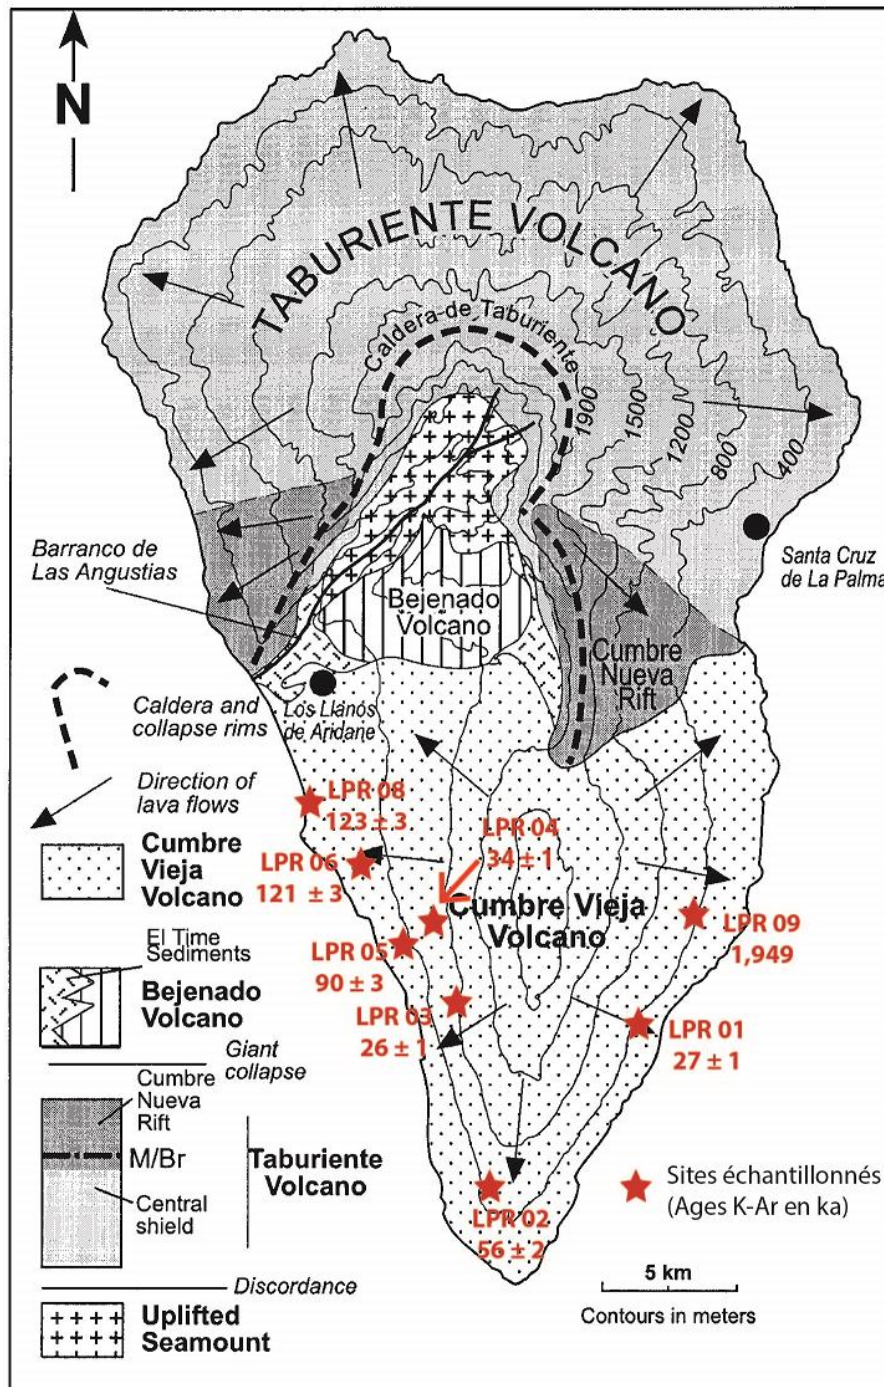 N
TABURIENTE VOLCANO
Caldera de Taburiente
1900
1500
1200
800
400
Barranco de
Las Angustias
Santa Cruz
de La Palma
Bejenado
Volcano
Cumbre
Nueva
Rift
Los Llanos
de Aridane
Caldera and
collapse rims
Direction of
lava flows
Cumbre
Vieja
Volcano
LPR 08
123 ± 3
LPR 04
34 ± 1
LPR 06
121 ± 3
Cumbre Vieja
Volcano
LPR 09
1,949
LPR 05
90 ± 3
LPR 03
26 ± 1
LPR 01
27 ± 1
El Time
Sediments
Bejenado
Volcano
Giant
collapse
Cumbre
Nueva
Rift
M/Br
Central
shield
Taburiente
Volcano
Sites échantillonnés
(Ages K-Ar en ka)
LPR 02
56 ± 2
Discordance
5 km
Contours in meters
Uplifted
Seamount